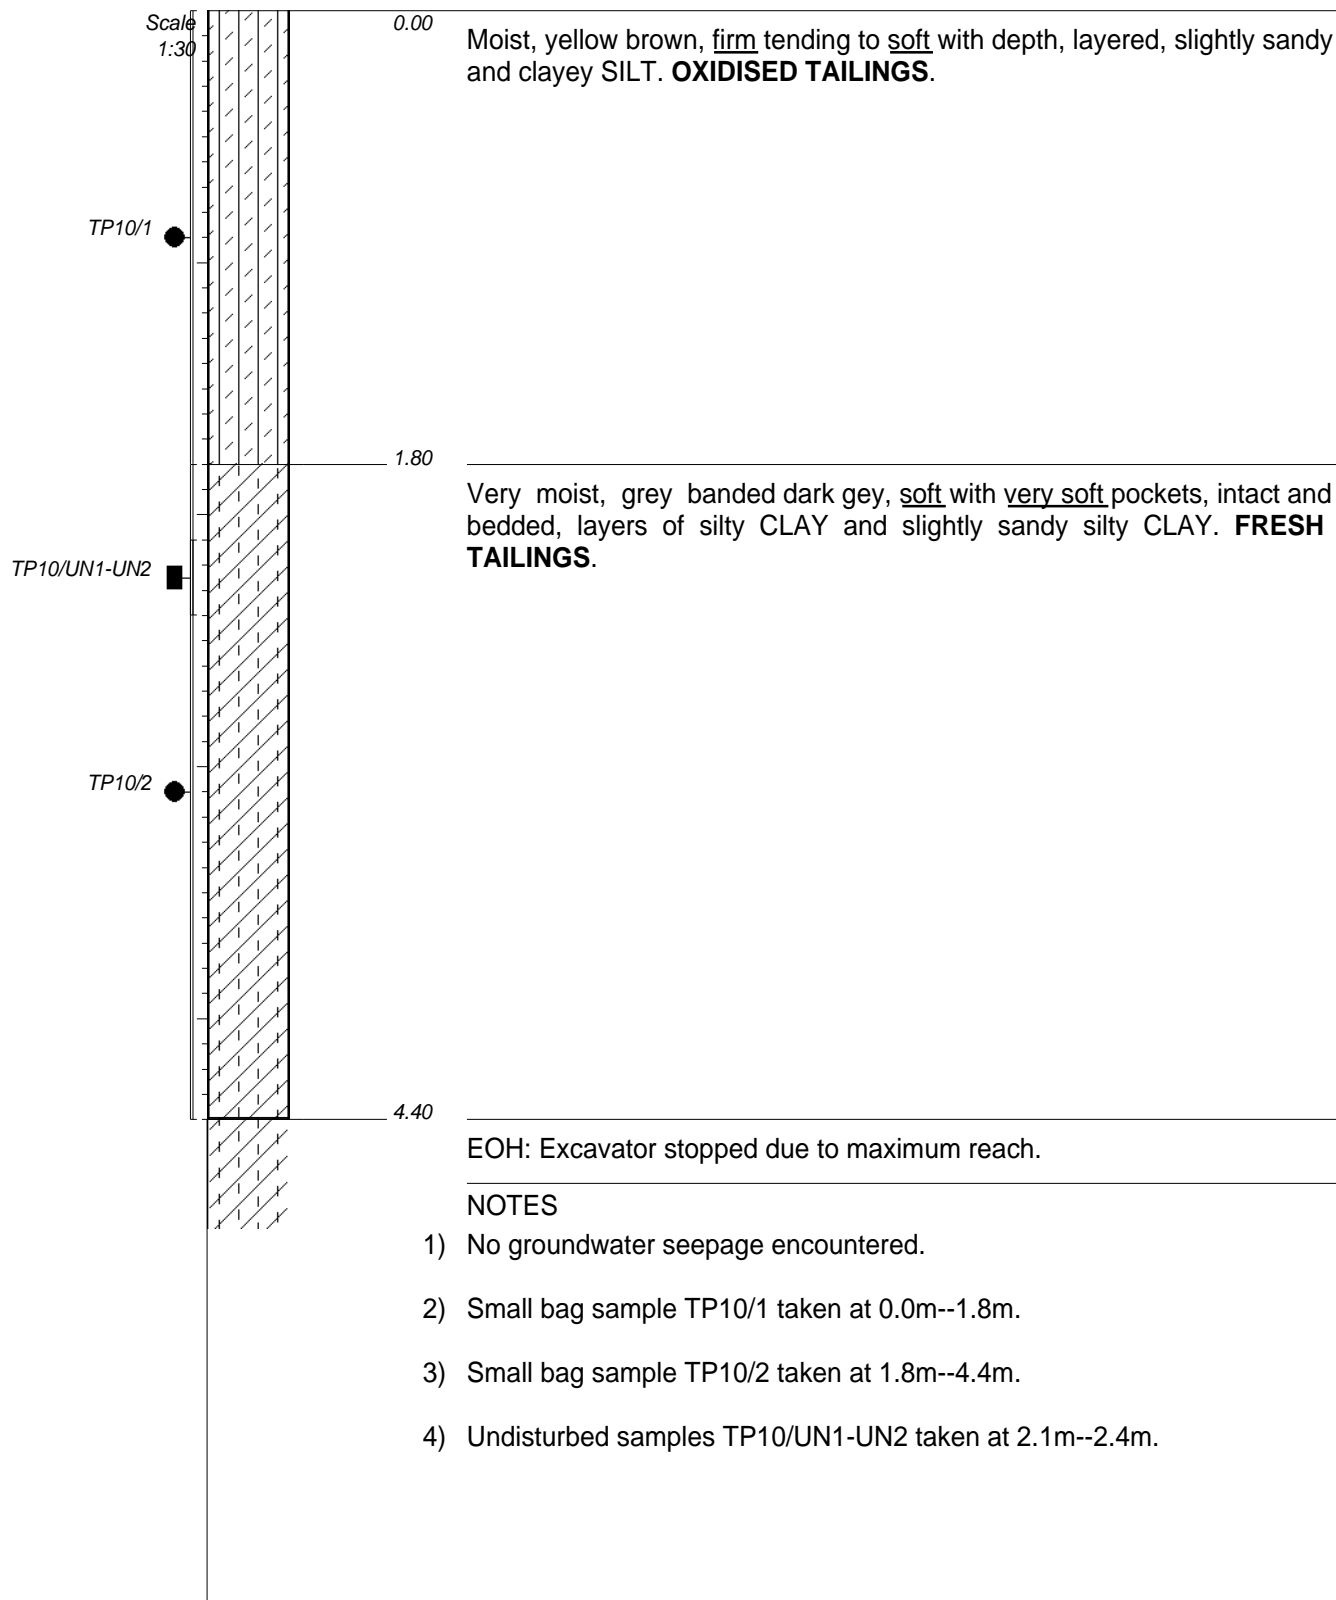 Scale
1:30
0.00
Moist, yellow brown, firm tending to soft with depth, layered, slightly sandy
and clayey SILT. OXIDISED TAILINGS.
TP10/1
1.80
Very moist, grey banded dark gey, soft with very soft pockets, intact and
bedded, layers of silty CLAY and slightly sandy silty CLAY. FRESH
TAILINGS.
TP10/UN1-UN2
TP10/2
4.40
EOH: Excavator stopped due to maximum reach.
NOTES
1) No groundwater seepage encountered.
2) Small bag sample TP10/1 taken at 0.0m--1.8m.
3) Small bag sample TP10/2 taken at 1.8m--4.4m.
4) Undisturbed samples TP10/UN1-UN2 taken at 2.1m--2.4m.